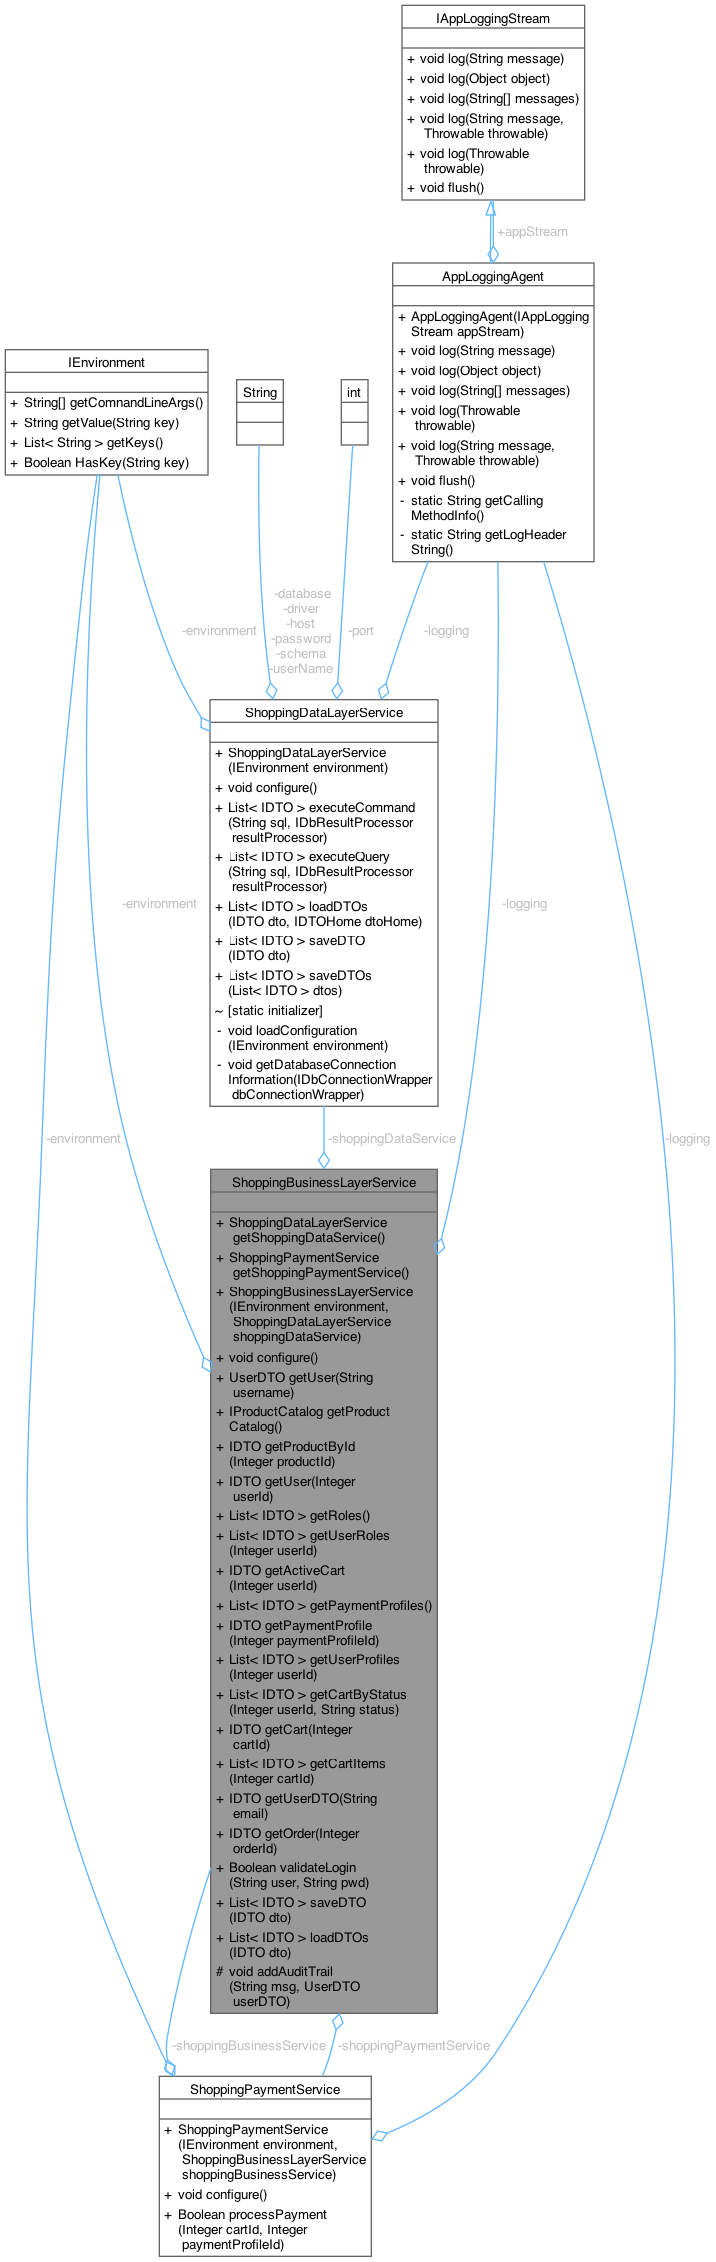 IAppLoggingStream
+ void log(String message)
+ void log(Object object)
+ void log(String[] messages)
+ void log(String message,
Throwable throwable)
+ void log(Throwable
throwable)
+ void flush()
+appStream
AppLoggingAgent
+ AppLoggingAgent(IAppLogging
Stream appStream)
+ void log(String message)
+ void log(Object object)
+ void log(String[] messages)
+ void log(Throwable
throwable)
+ void log(String message,
Throwable throwable)
+ void flush()
- static String getCalling
MethodInfo()
- static String getLogHeader
String()
IEnvironment
+ String[] getComnandLineArgs()
+ String getValue(String key)
+ List< String > getKeys()
+ Boolean HasKey(String key)
String
int
-environment
-database
-driver
-host
-password
-schema
-userName
-port
-logging
ShoppingDataLayerService
+ ShoppingDataLayerService
(IEnvironment environment)
+ void configure()
+ List< IDTO > executeCommand
(String sql, IDbResultProcessor
resultProcessor)
+ List< IDTO > executeQuery
(String sql, IDbResultProcessor
resultProcessor)
+ List< IDTO > loadDTOs
(IDTO dto, IDTOHome dtoHome)
+ List< IDTO > saveDTO
(IDTO dto)
+ List< IDTO > saveDTOs
(List< IDTO > dtos)
~ [static initializer]
- void loadConfiguration
(IEnvironment environment)
- void getDatabaseConnection
Information(IDbConnectionWrapper
dbConnectionWrapper)
-environment
-logging
-environment
-shoppingDataService
-logging
ShoppingBusinessLayerService
+ ShoppingDataLayerService
getShoppingDataService()
+ ShoppingPaymentService
getShoppingPaymentService()
+ ShoppingBusinessLayerService
(IEnvironment environment,
ShoppingDataLayerService
shoppingDataService)
+ void configure()
+ UserDTO getUser(String
username)
+ IProductCatalog getProduct
Catalog()
+ IDTO getProductById
(Integer productId)
+ IDTO getUser(Integer
userId)
+ List< IDTO > getRoles()
+ List< IDTO > getUserRoles
(Integer userId)
+ IDTO getActiveCart
(Integer userId)
+ List< IDTO > getPaymentProfiles()
+ IDTO getPaymentProfile
(Integer paymentProfileId)
+ List< IDTO > getUserProfiles
(Integer userId)
+ List< IDTO > getCartByStatus
(Integer userId, String status)
+ IDTO getCart(Integer
cartId)
+ List< IDTO > getCartItems
(Integer cartId)
+ IDTO getUserDTO(String
email)
+ IDTO getOrder(Integer
orderId)
+ Boolean validateLogin
(String user, String pwd)
+ List< IDTO > saveDTO
(IDTO dto)
+ List< IDTO > loadDTOs
(IDTO dto)
# void addAuditTrail
(String msg, UserDTO
userDTO)
-shoppingBusinessService
-shoppingPaymentService
ShoppingPaymentService
+ ShoppingPaymentService
(IEnvironment environment,
ShoppingBusinessLayerService
shoppingBusinessService)
+ void configure()
+ Boolean processPayment
(Integer cartId, Integer
paymentProfileId)